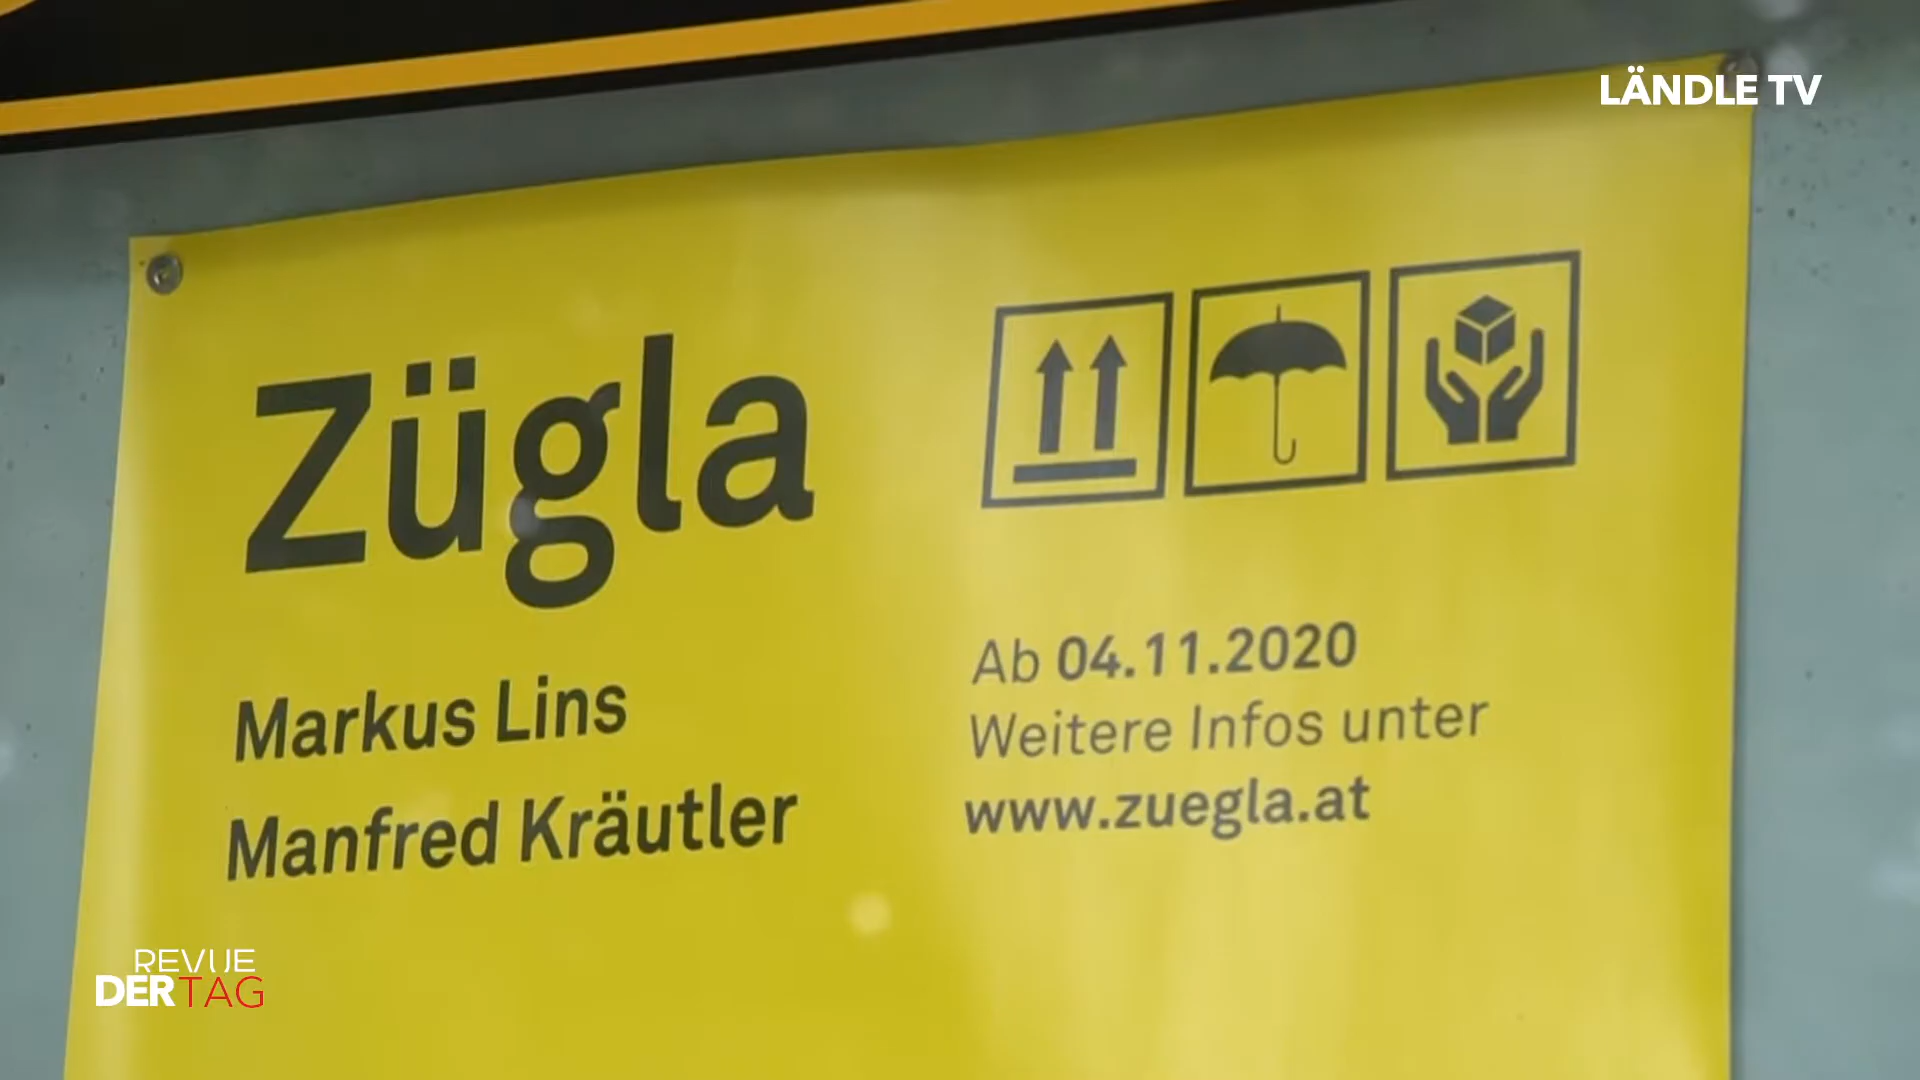 LÄNDLE TV
Zügla
Markus Lins
Manfred Kräutler
Ab 04.11.2020
Weitere Infos unter
www.zuegla.at
REVUE
DER TAG